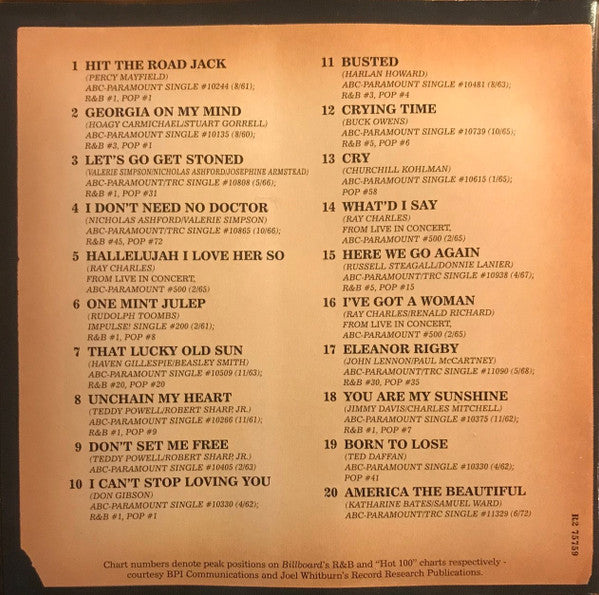 1 HIT THE ROAD JACK
(PERCY MAYFIELD)
ABC-PARAMOUNT SINGLE #10244 (8/61);
R&B #1, POP #1
2 GEORGIA ON MY MIND
(HOAGY CARMICHAEL/STUART GORRELL)
ABC-PARAMOUNT SINGLE #10135 (8/60);
R&B #3, POP #1
3 LET'S GO GET STONED
(VALERIE SIMPSON/NICHOLAS ASHFORD/JOSEPHINE ARMSTEAD)
ABC-PARAMOUNT/TRC SINGLE #10808 (5/66);
R&B #1, POP #31
4 I DON'T NEED NO DOCTOR
(NICHOLAS ASHFORD/VALERIE SIMPSON)
ABC-PARAMOUNT/TRC SINGLE #10865 (10/66);
R&B #45, POP #72
5 HALLELUJAH I LOVE HER SO
(RAY CHARLES)
FROM LIVE IN CONCERT,
ABC-PARAMOUNT #500 (2/65)
6 ONE MINT JULEP
(RUDOLPH TOOMBS)
IMPULSE! SINGLE #200 (2/61);
R&B #1, POP #8
7 THAT LUCKY OLD SUN
(HAVEN GILLESPIE/BEASLEY SMITH)
ABC-PARAMOUNT SINGLE #10509 (11/63);
R&B #20, POP #20
8 UNCHAIN MY HEART
(TEDDY POWELL/ROBERT SHARP, JR.)
ABC-PARAMOUNT SINGLE #10266 (11/61);
R&B #1, POP #9
9 DON'T SET ME FREE
(TEDDY POWELL/ROBERT SHARP, JR.)
ABC-PARAMOUNT SINGLE #10405 (2/63)
10 I CAN'T STOP LOVING YOU
(DON GIBSON)
ABC-PARAMOUNT SINGLE #10330 (4/62);
R&B #1, POP #1
11 BUSTED
(HARLAN HOWARD)
ABC-PARAMOUNT SINGLE #10481 (8/63);
R&B #3, POP #4
12 CRYING TIME
(BUCK OWENS)
ABC-PARAMOUNT SINGLE #10739 (10/65);
R&B #5, POP #6
13 CRY
(CHURCHILL KOHLMAN)
ABC-PARAMOUNT SINGLE #10615 (1/65);
POP #58
14 WHAT'D I SAY
(RAY CHARLES)
FROM LIVE IN CONCERT,
ABC-PARAMOUNT #500 (2/65)
15 HERE WE GO AGAIN
(RUSSELL STEAGALL/DONNIE LANIER)
ABC-PARAMOUNT/TRC SINGLE #10938 (4/67);
R&B #5, POP #15
16 I'VE GOT A WOMAN
(RAY CHARLES/RENALD RICHARD)
FROM LIVE IN CONCERT,
ABC-PARAMOUNT #500 (2/65)
17 ELEANOR RIGBY
(JOHN LENNON/PAUL McCARTNEY)
ABC-PARAMOUNT/TRC SINGLE #11090 (5/68);
R&B #30, POP #35
18 YOU ARE MY SUNSHINE
(JIMMY DAVIS/CHARLES MITCHELL)
ABC-PARAMOUNT SINGLE #10375 (11/62);
R&B #1, POP #7
19 BORN TO LOSE
(TED DAFFAN)
ABC-PARAMOUNT SINGLE #10330 (4/62);
POP #41
20 AMERICA THE BEAUTIFUL
(KATHARINE BATES/SAMUEL WARD)
ABC-PARAMOUNT/TRC SINGLE #11329 (6/72)
R2 75759
Chart numbers denote peak positions on Billboard's R&B and "Hot 100" charts respectively -
courtesy BPI Communications and Joel Whitburn's Record Research Publications.